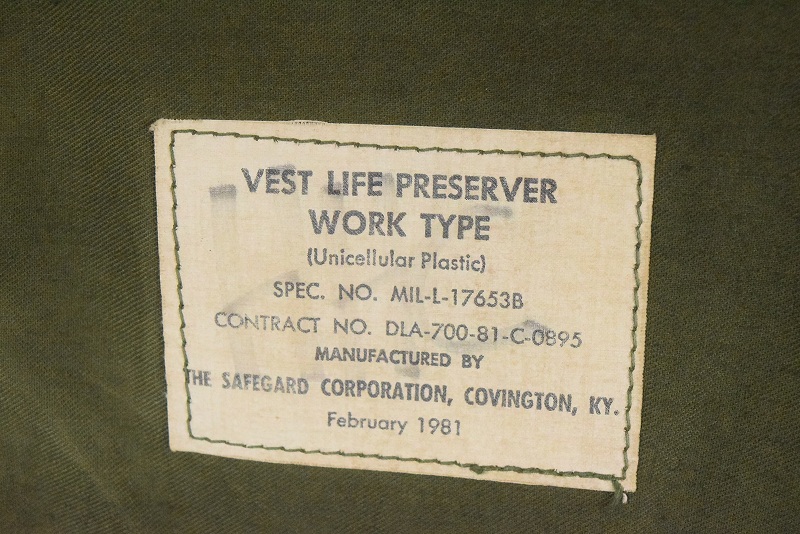 VEST LIFE PRESERVER
WORK TYPE
(Unicellular Plastic)
SPEC. NO. MIL-L-17653B
CONTRACT NO. DLA-700-81-C-0895
MANUFACTURED BY
THE SAFEGARD CORPORATION, COVINGTON, KY.
February 1981